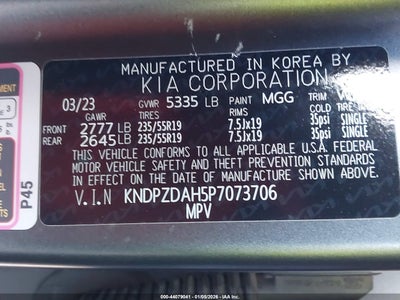 MANUFACTURED IN KOREA BY
KIA CORPORATION
03/23 GVWR 5335 LB PAINT MGG TRIM
GAWR TIRES RIMS COLD TIRE
FRONT 2777 LB 235/55R19 7.5JX19 35psi SINGLE
REAR 2645 LB 235/55R19 7.5JX19 35psi SINGLE
THIS VEHICLE CONFORMS TO ALL APPLICABLE U.S.A. FEDERAL
MOTOR VEHICLE SAFETY AND THEFT PREVENTION STANDARDS
IN EFFECT ON THE DATE OF MANUFACTURE SHOWN ABOVE.
V.I.N KNDPZDAH5P7073706
MPV
P45
000-44079041 - 01/05/2026 - IAA Inc.